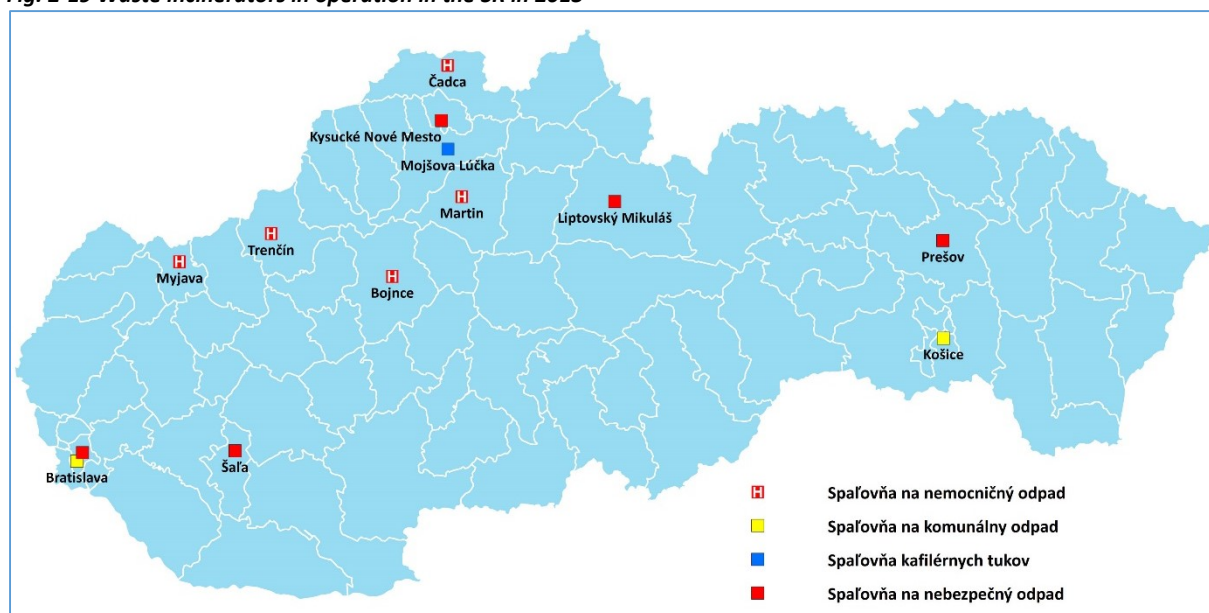 Fig. 2-19 Waste incinerators in operation in the SR in 2013
H
Čadca
Kysucké Nové Mesto
Mojšova Lúčka
H
Martin
Liptovský Mikuláš
H
Trenčín
Prešov
H
Myjava
H
Bojnce
Košice
Bratislava
Šaľa
H Spaľovňa na nemocničný odpad
Spaľovňa na komunálny odpad
Spaľovňa kafilérnych tukov
Spaľovňa na nebezpečný odpad